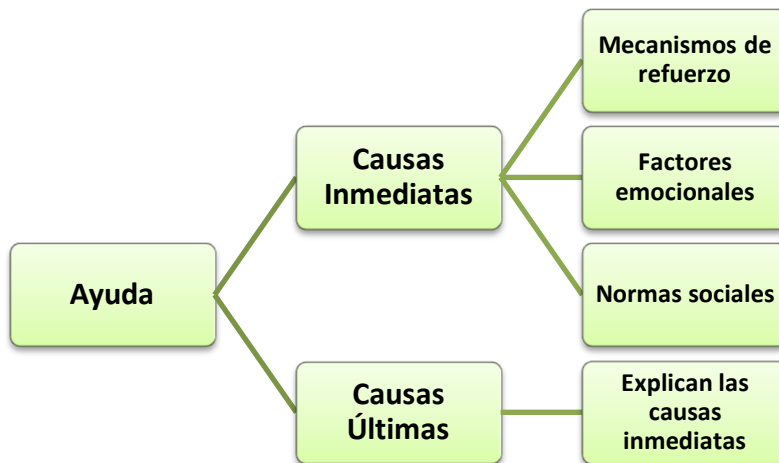 Ayuda
Causas
Inmediatas
Mecanismos de
refuerzo
Factores
emocionales
Normas sociales
Causas
Últimas
Explican las
causas
inmediatas